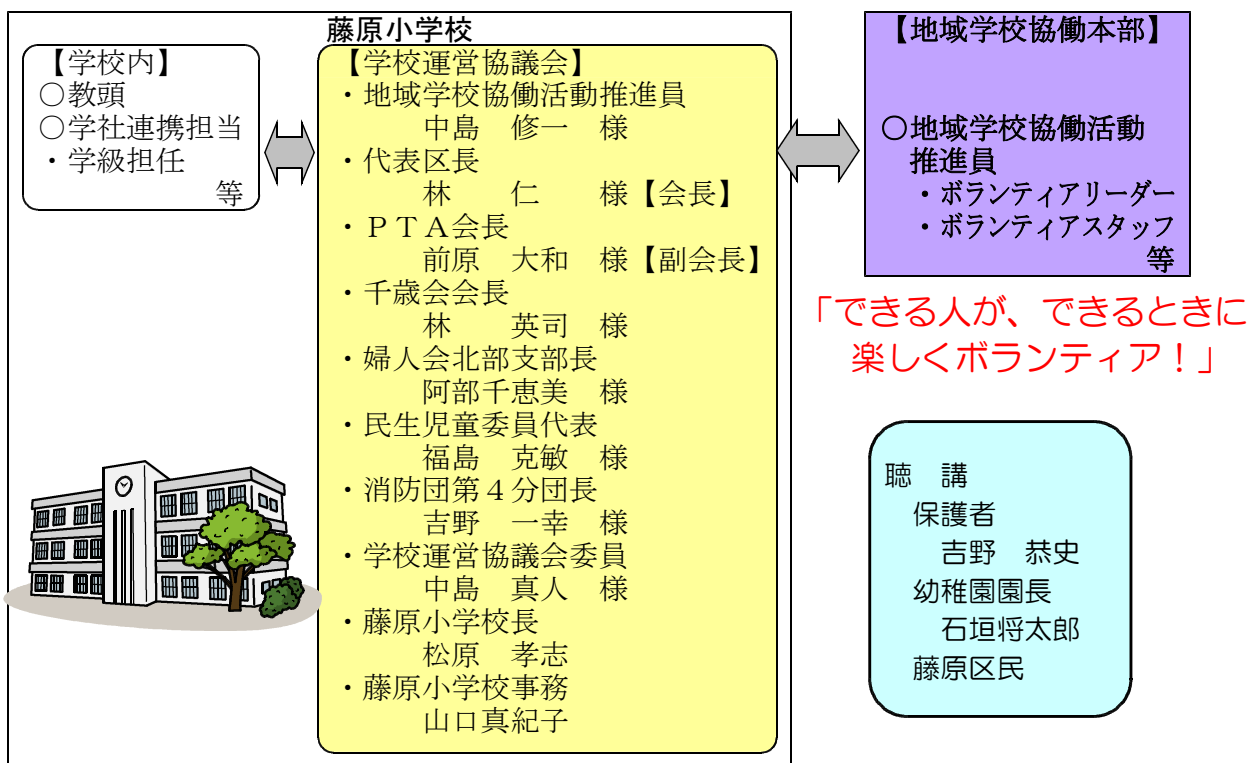 藤原小学校
【学校内】
○教頭
○学社連携担当
・学級担任
等
【学校運営協議会】
・地域学校協働活動推進員
中島　修一　様
・代表区長
林　　仁　　様【会長】
・ＰＴＡ会長
前原　大和　様【副会長】
・千歳会会長
林　　英司　様
・婦人会北部支部長
阿部千恵美　様
・民生児童委員代表
福島　克敏　様
・消防団第４分団長
吉野　一幸　様
・学校運営協議会委員
中島　真人　様
・藤原小学校長
松原　孝志
・藤原小学校事務
山口真紀子
【地域学校協働本部】
○地域学校協働活動
推進員
・ボランティアリーダー
・ボランティアスタッフ
等
「できる人が、できるときに
楽しくボランティア！」
聴　講
保護者
吉野　恭史
幼稚園園長
石垣将太郎
藤原区民